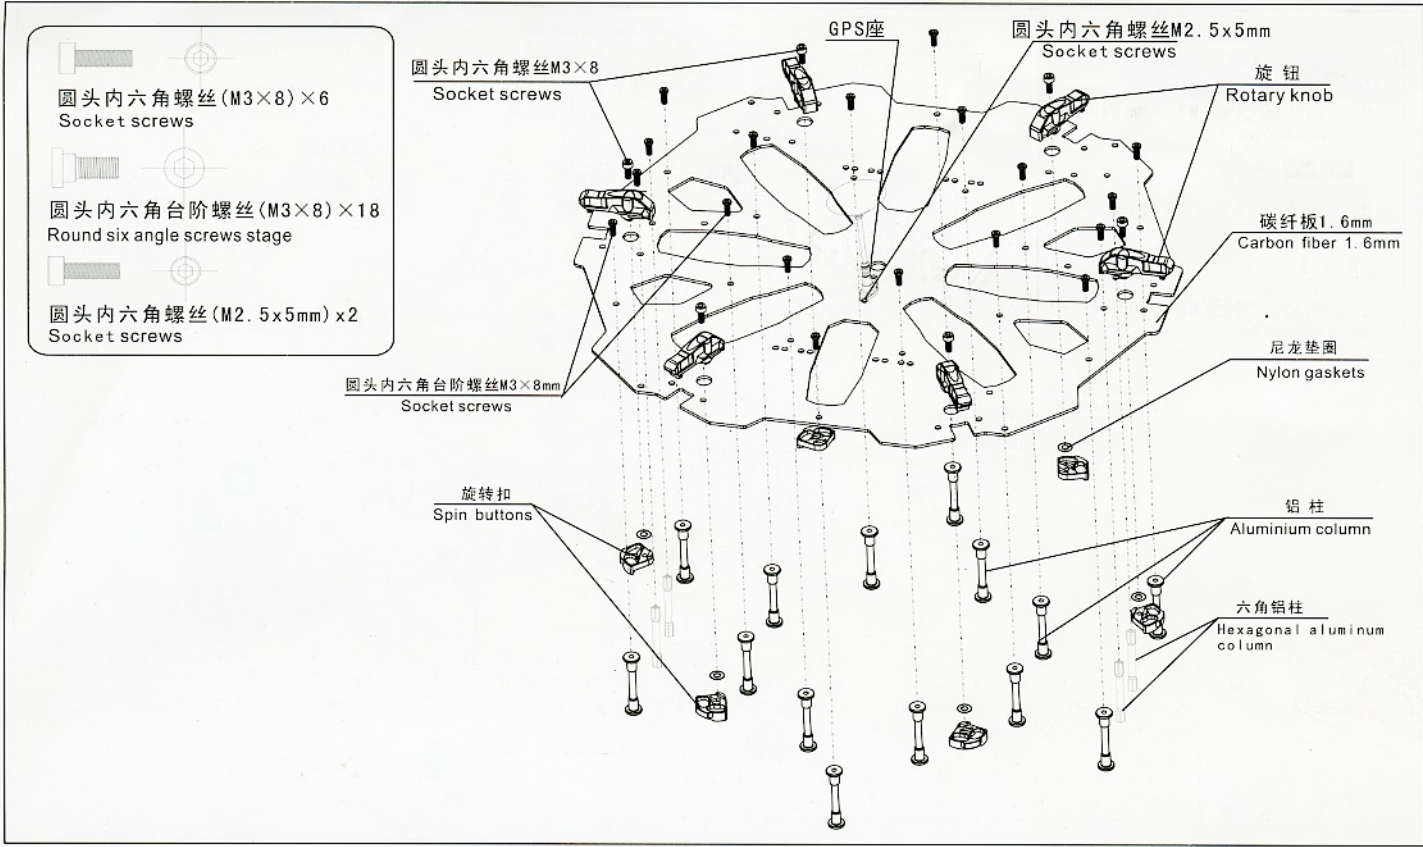 圆头内六角螺丝(M3×8)×6
Socket screws
圆头内六角台阶螺丝(M3×8)×18
Round six angle screws stage
圆头内六角螺丝(M2.5x5mm)x2
Socket screws
圆头内六角螺丝M3×8
Socket screws
GPS座
圆头内六角螺丝M2.5x5mm
Socket screws
旋钮
Rotary knob
碳纤板1.6mm
Carbon fiber 1.6mm
尼龙垫圈
Nylon gaskets
圆头内六角台阶螺丝M3×8mm
Socket screws
旋转扣
Spin buttons
铝柱
Aluminium column
六角铝柱
Hexagonal aluminum
column